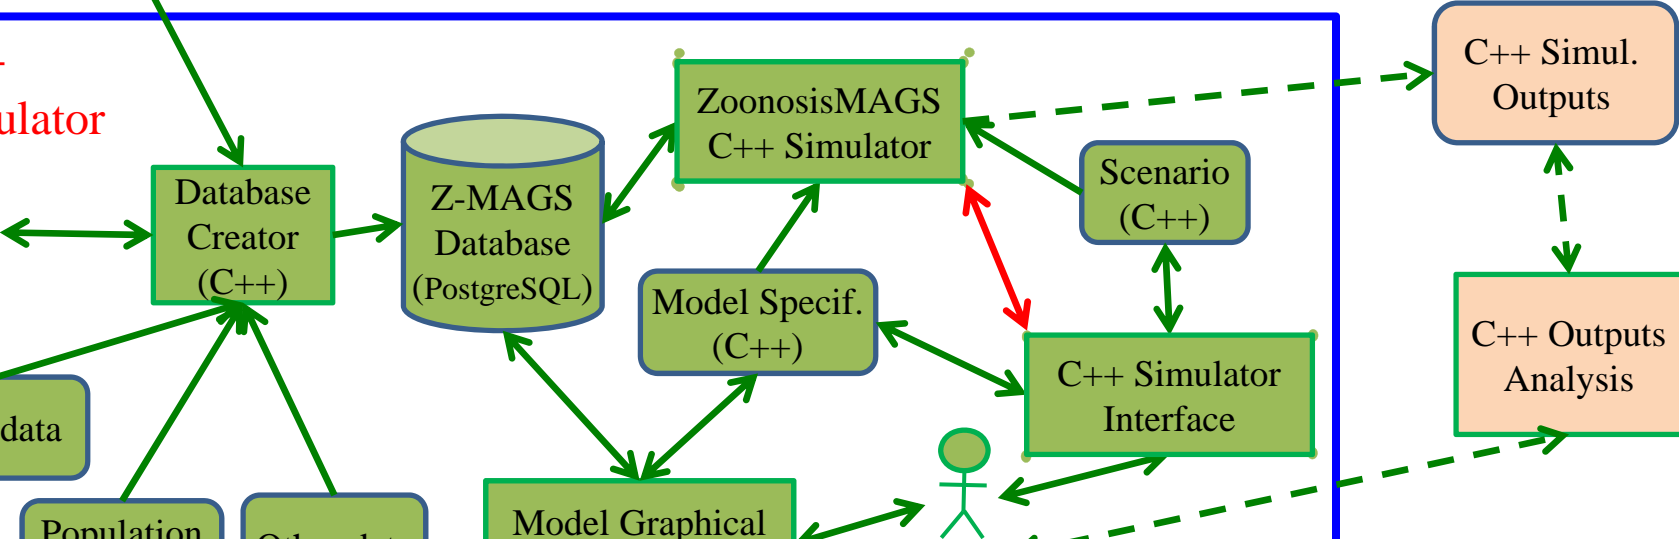 ulator
ZoonosisMAGS
C++ Simulator
C++ Simul.
Outputs
Database
Creator
(C++)
Z-MAGS
Database
(PostgreSQL)
Scenario
(C++)
Model Specif.
(C++)
C++ Simulator
Interface
C++ Outputs
Analysis
data
Population
Model Graphical